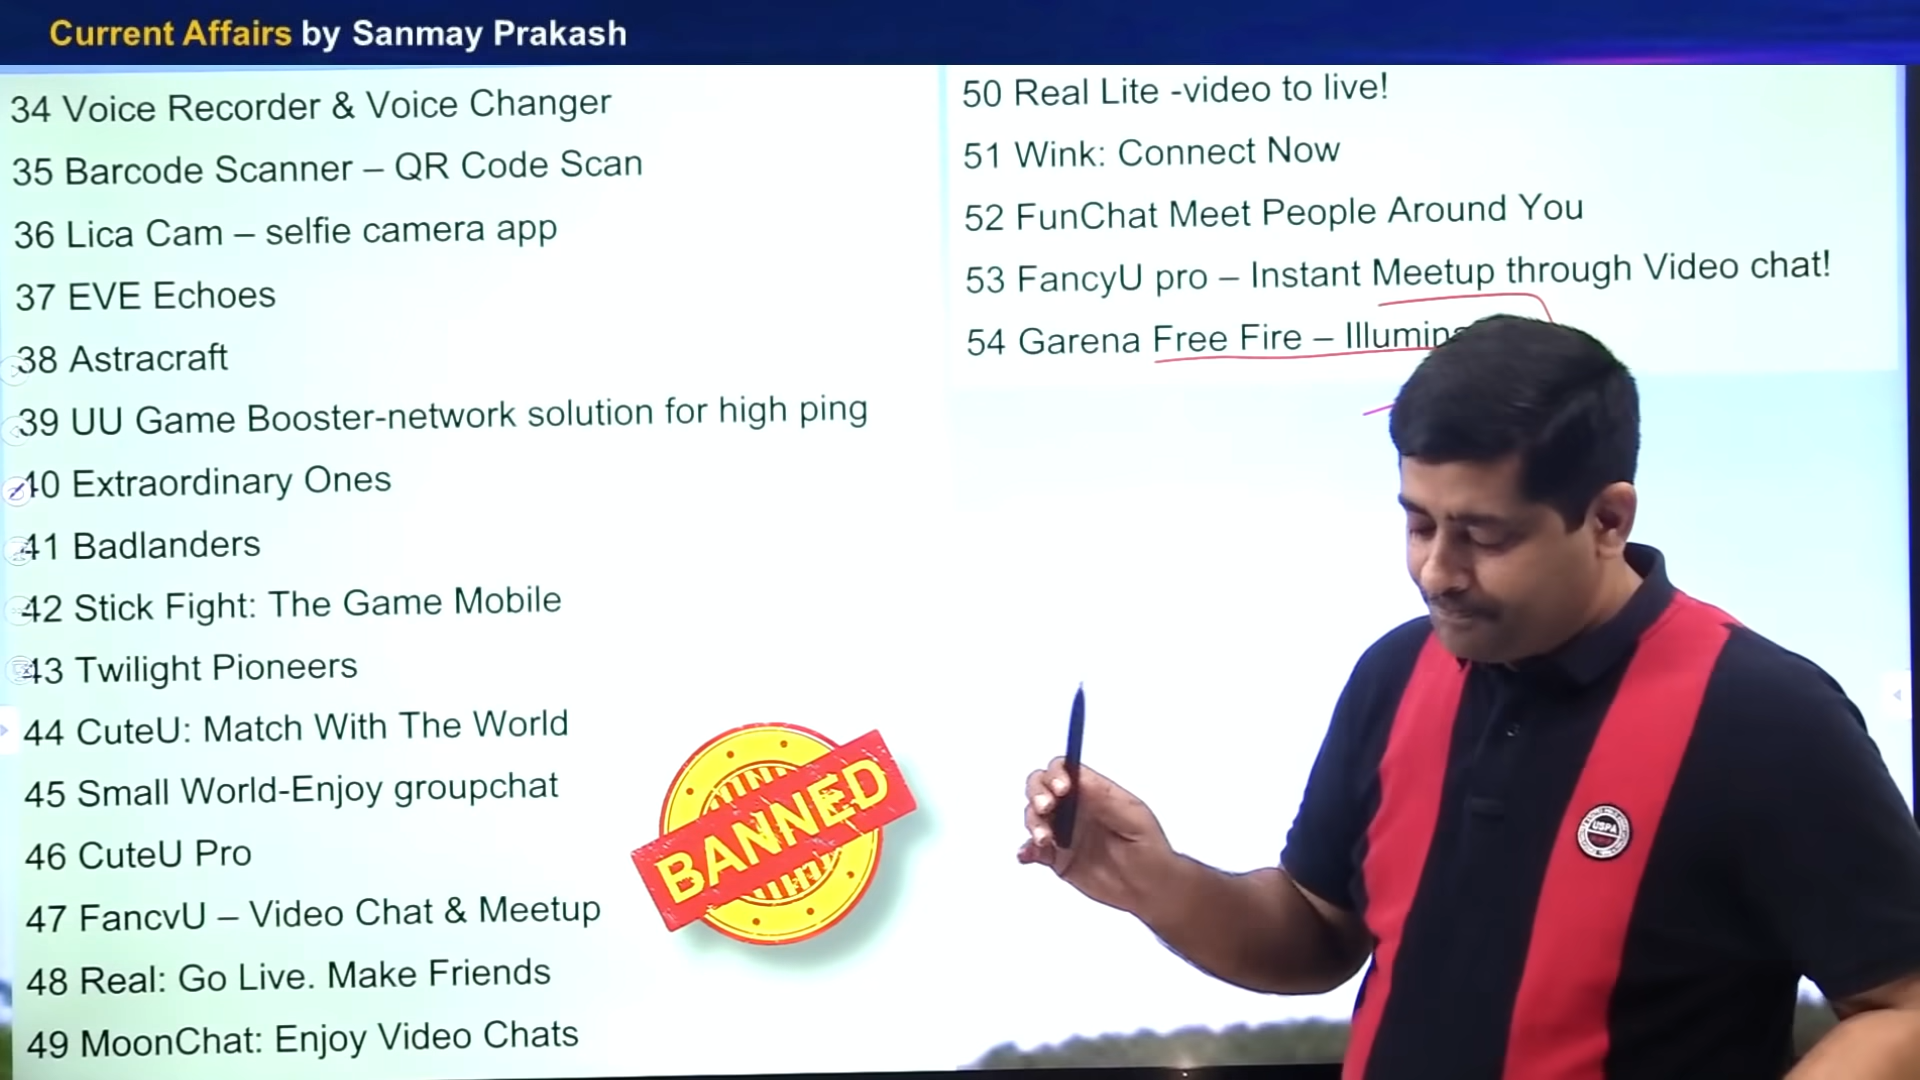 Current Affairs by Sanmay Prakash
34 Voice Recorder & Voice Changer
35 Barcode Scanner – QR Code Scan
36 Lica Cam – selfie camera app
37 EVE Echoes
38 Astracraft
39 UU Game Booster-network solution for high ping
40 Extraordinary Ones
41 Badlanders
42 Stick Fight: The Game Mobile
43 Twilight Pioneers
44 CuteU: Match With The World
45 Small World-Enjoy groupchat
46 CuteU Pro
47 FancvU – Video Chat & Meetup
48 Real: Go Live. Make Friends
49 MoonChat: Enjoy Video Chats
BANNED
50 Real Lite -video to live!
51 Wink: Connect Now
52 FunChat Meet People Around You
53 FancyU pro – Instant Meetup through Video chat!
54 Garena Free Fire –
USPA